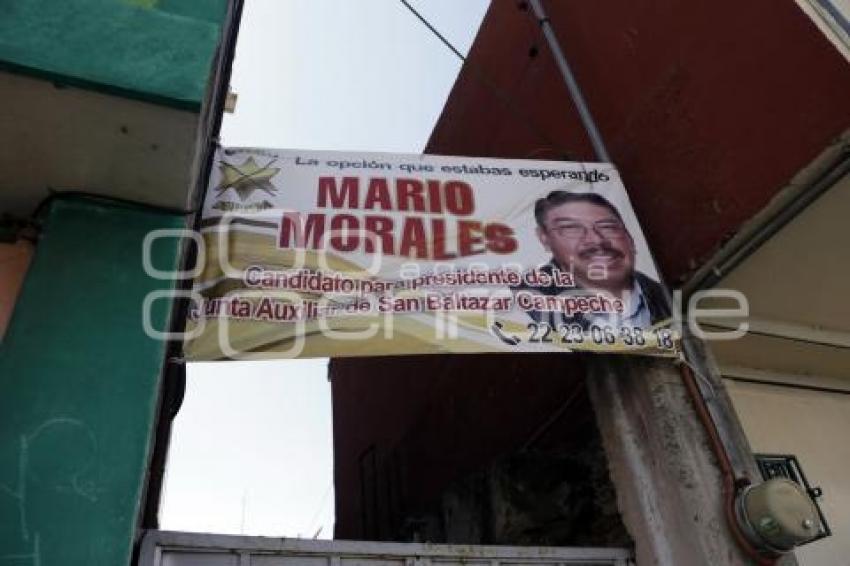 La opción que estabas esperando
MARIO
MORALES
Candidato para presidente de la
Junta Auxiliar de San Baltazar Campeche
22 23-06 38 18